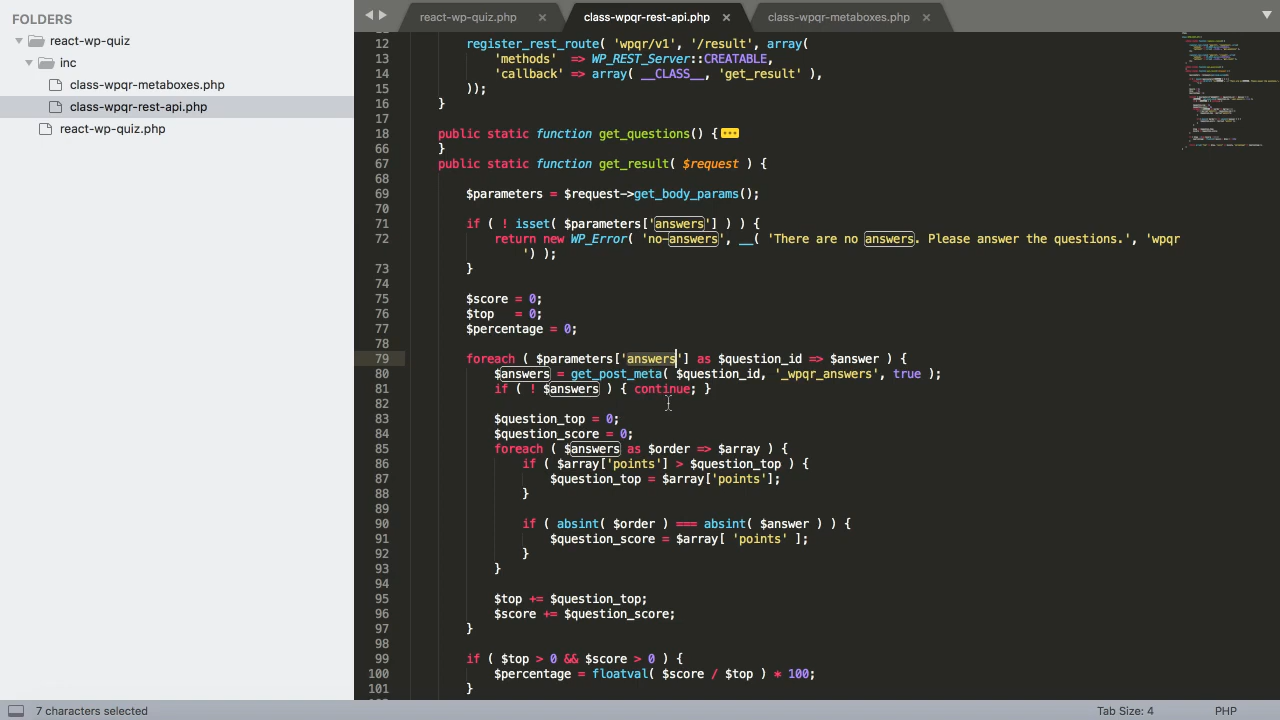 FOLDERS
react-wp-quiz
inc
class-wpqr-metaboxes.php
class-wpqr-rest-api.php
react-wp-quiz.php
react-wp-quiz.php × class-wpqr-rest-api.php × class-wpqr-metaboxes.php ×
12 register_rest_route( 'wpqr/v1', '/result', array(
13 'methods' => WP_REST_Server::CREATABLE,
14 'callback' => array( __CLASS__, 'get_result' ),
15 ));
16 }
17
18 public static function get_questions() {
66 }
67 public static function get_result( $request ) {
68
69 $parameters = $request->get_body_params();
70
71 if ( ! isset( $parameters['answers'] ) ) {
72 return new WP_Error( 'no-answers', __( 'There are no answers. Please answer the questions.', 'wpqr
') );
73 }
74
75 $score = 0;
76 $top   = 0;
77 $percentage = 0;
78
79 foreach ( $parameters['answers'] as $question_id => $answer ) {
80 $answers = get_post_meta( $question_id, '_wpqr_answers', true );
81 if ( ! $answers ) { continue; }
82
83 $question_top = 0;
84 $question_score = 0;
85 foreach ( $answers as $order => $array ) {
86 if ( $array['points'] > $question_top ) {
87 $question_top = $array['points'];
88 }
89
90 if ( absint( $order ) === absint( $answer ) ) {
91 $question_score = $array[ 'points' ];
92 }
93 }
94
95 $top += $question_top;
96 $score += $question_score;
97 }
98
99 if ( $top > 0 && $score > 0 ) {
100 $percentage = floatval( $score / $top ) * 100;
101 }
7 characters selected
Tab Size: 4
PHP